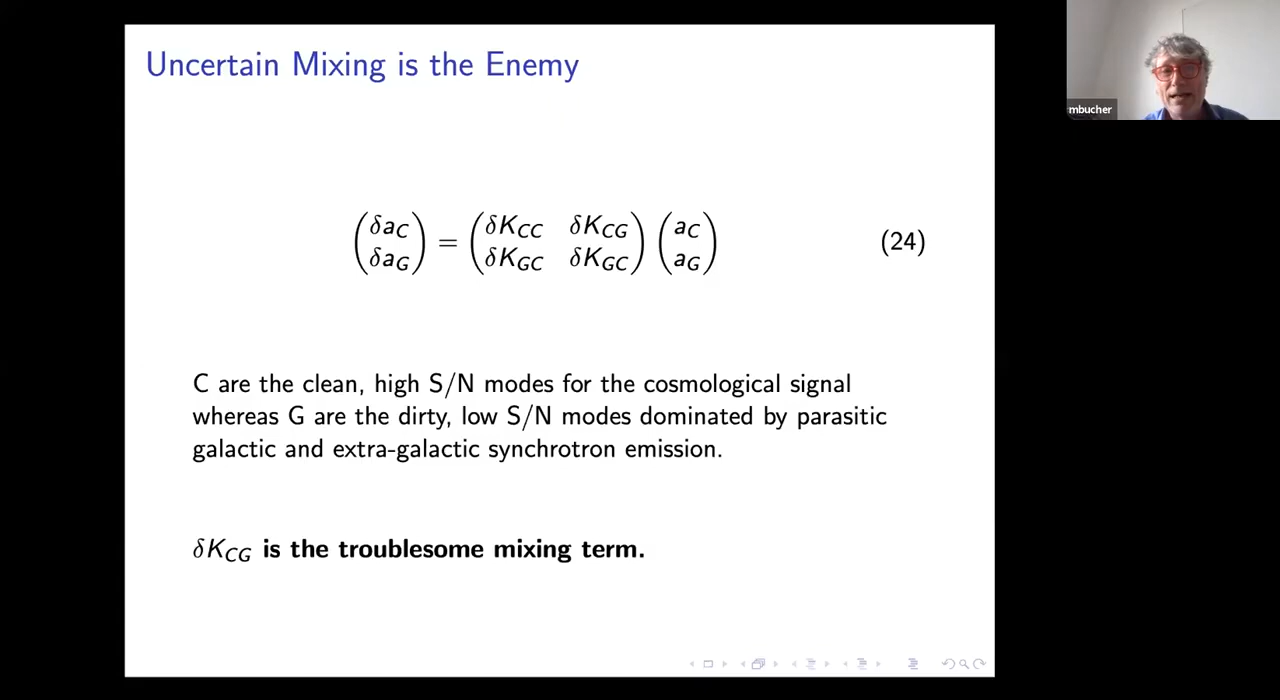 Uncertain Mixing is the Enemy
mbucher
(δa_C δa_G) = (δK_CC δK_CG δK_GC δK_GC) (a_C a_G) (24)
C are the clean, high S/N modes for the cosmological signal
whereas G are the dirty, low S/N modes dominated by parasitic
galactic and extra-galactic synchrotron emission.
δK_CG is the troublesome mixing term.